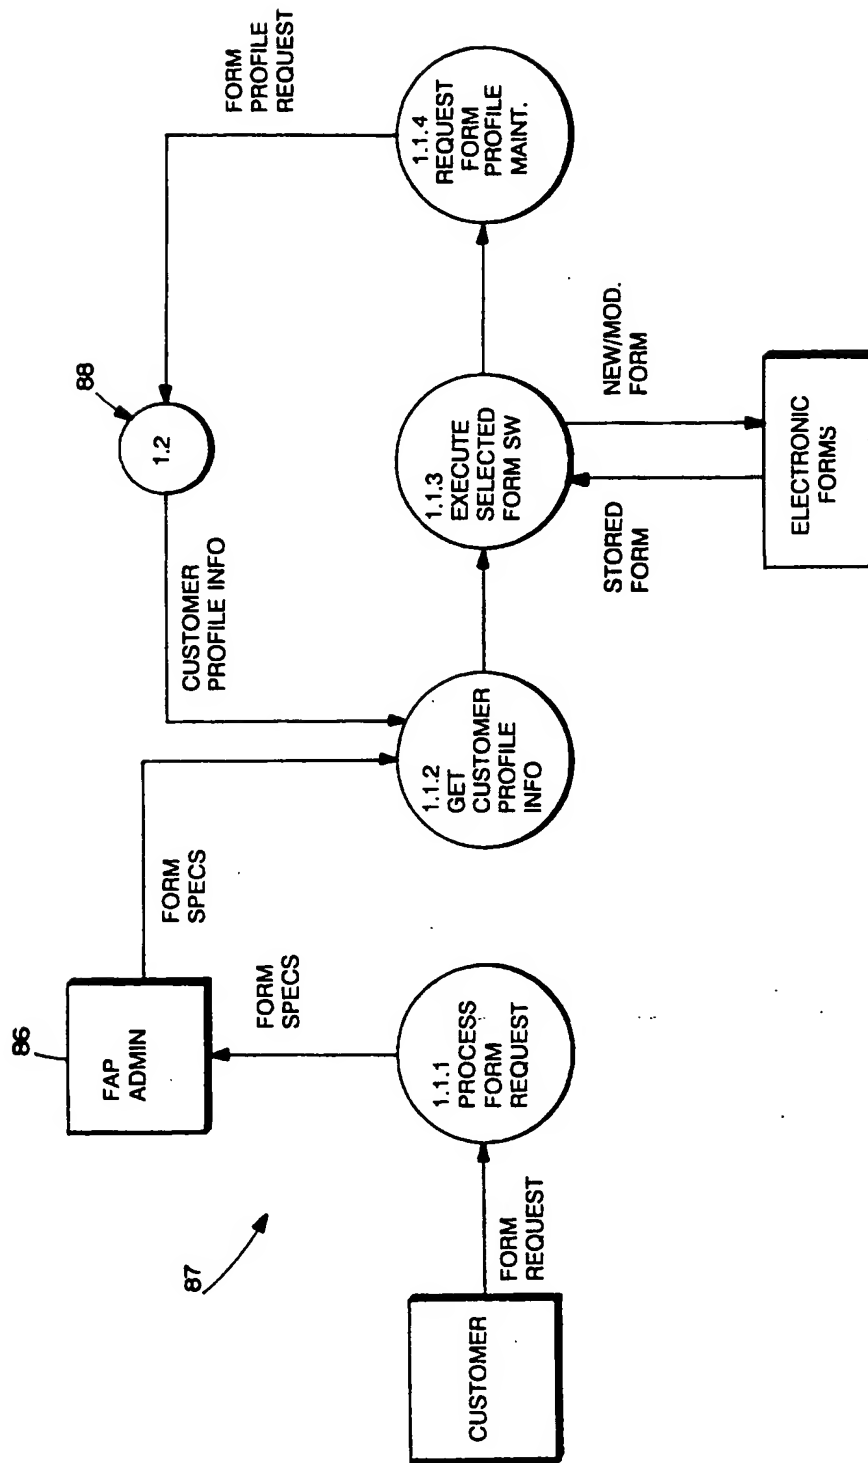 87
86
88
CUSTOMER
FORM
REQUEST
1.1.1
PROCESS
FORM
REQUEST
FORM
SPECS
FAP
ADMIN
FORM
SPECS
1.1.2
GET
CUSTOMER
PROFILE
INFO
CUSTOMER
PROFILE INFO
1.2
1.1.3
EXECUTE
SELECTED
FORM SW
STORED
FORM
NEW/MOD.
FORM
ELECTRONIC
FORMS
1.1.4
REQUEST
FORM
PROFILE
MAINT.
FORM
PROFILE
REQUEST